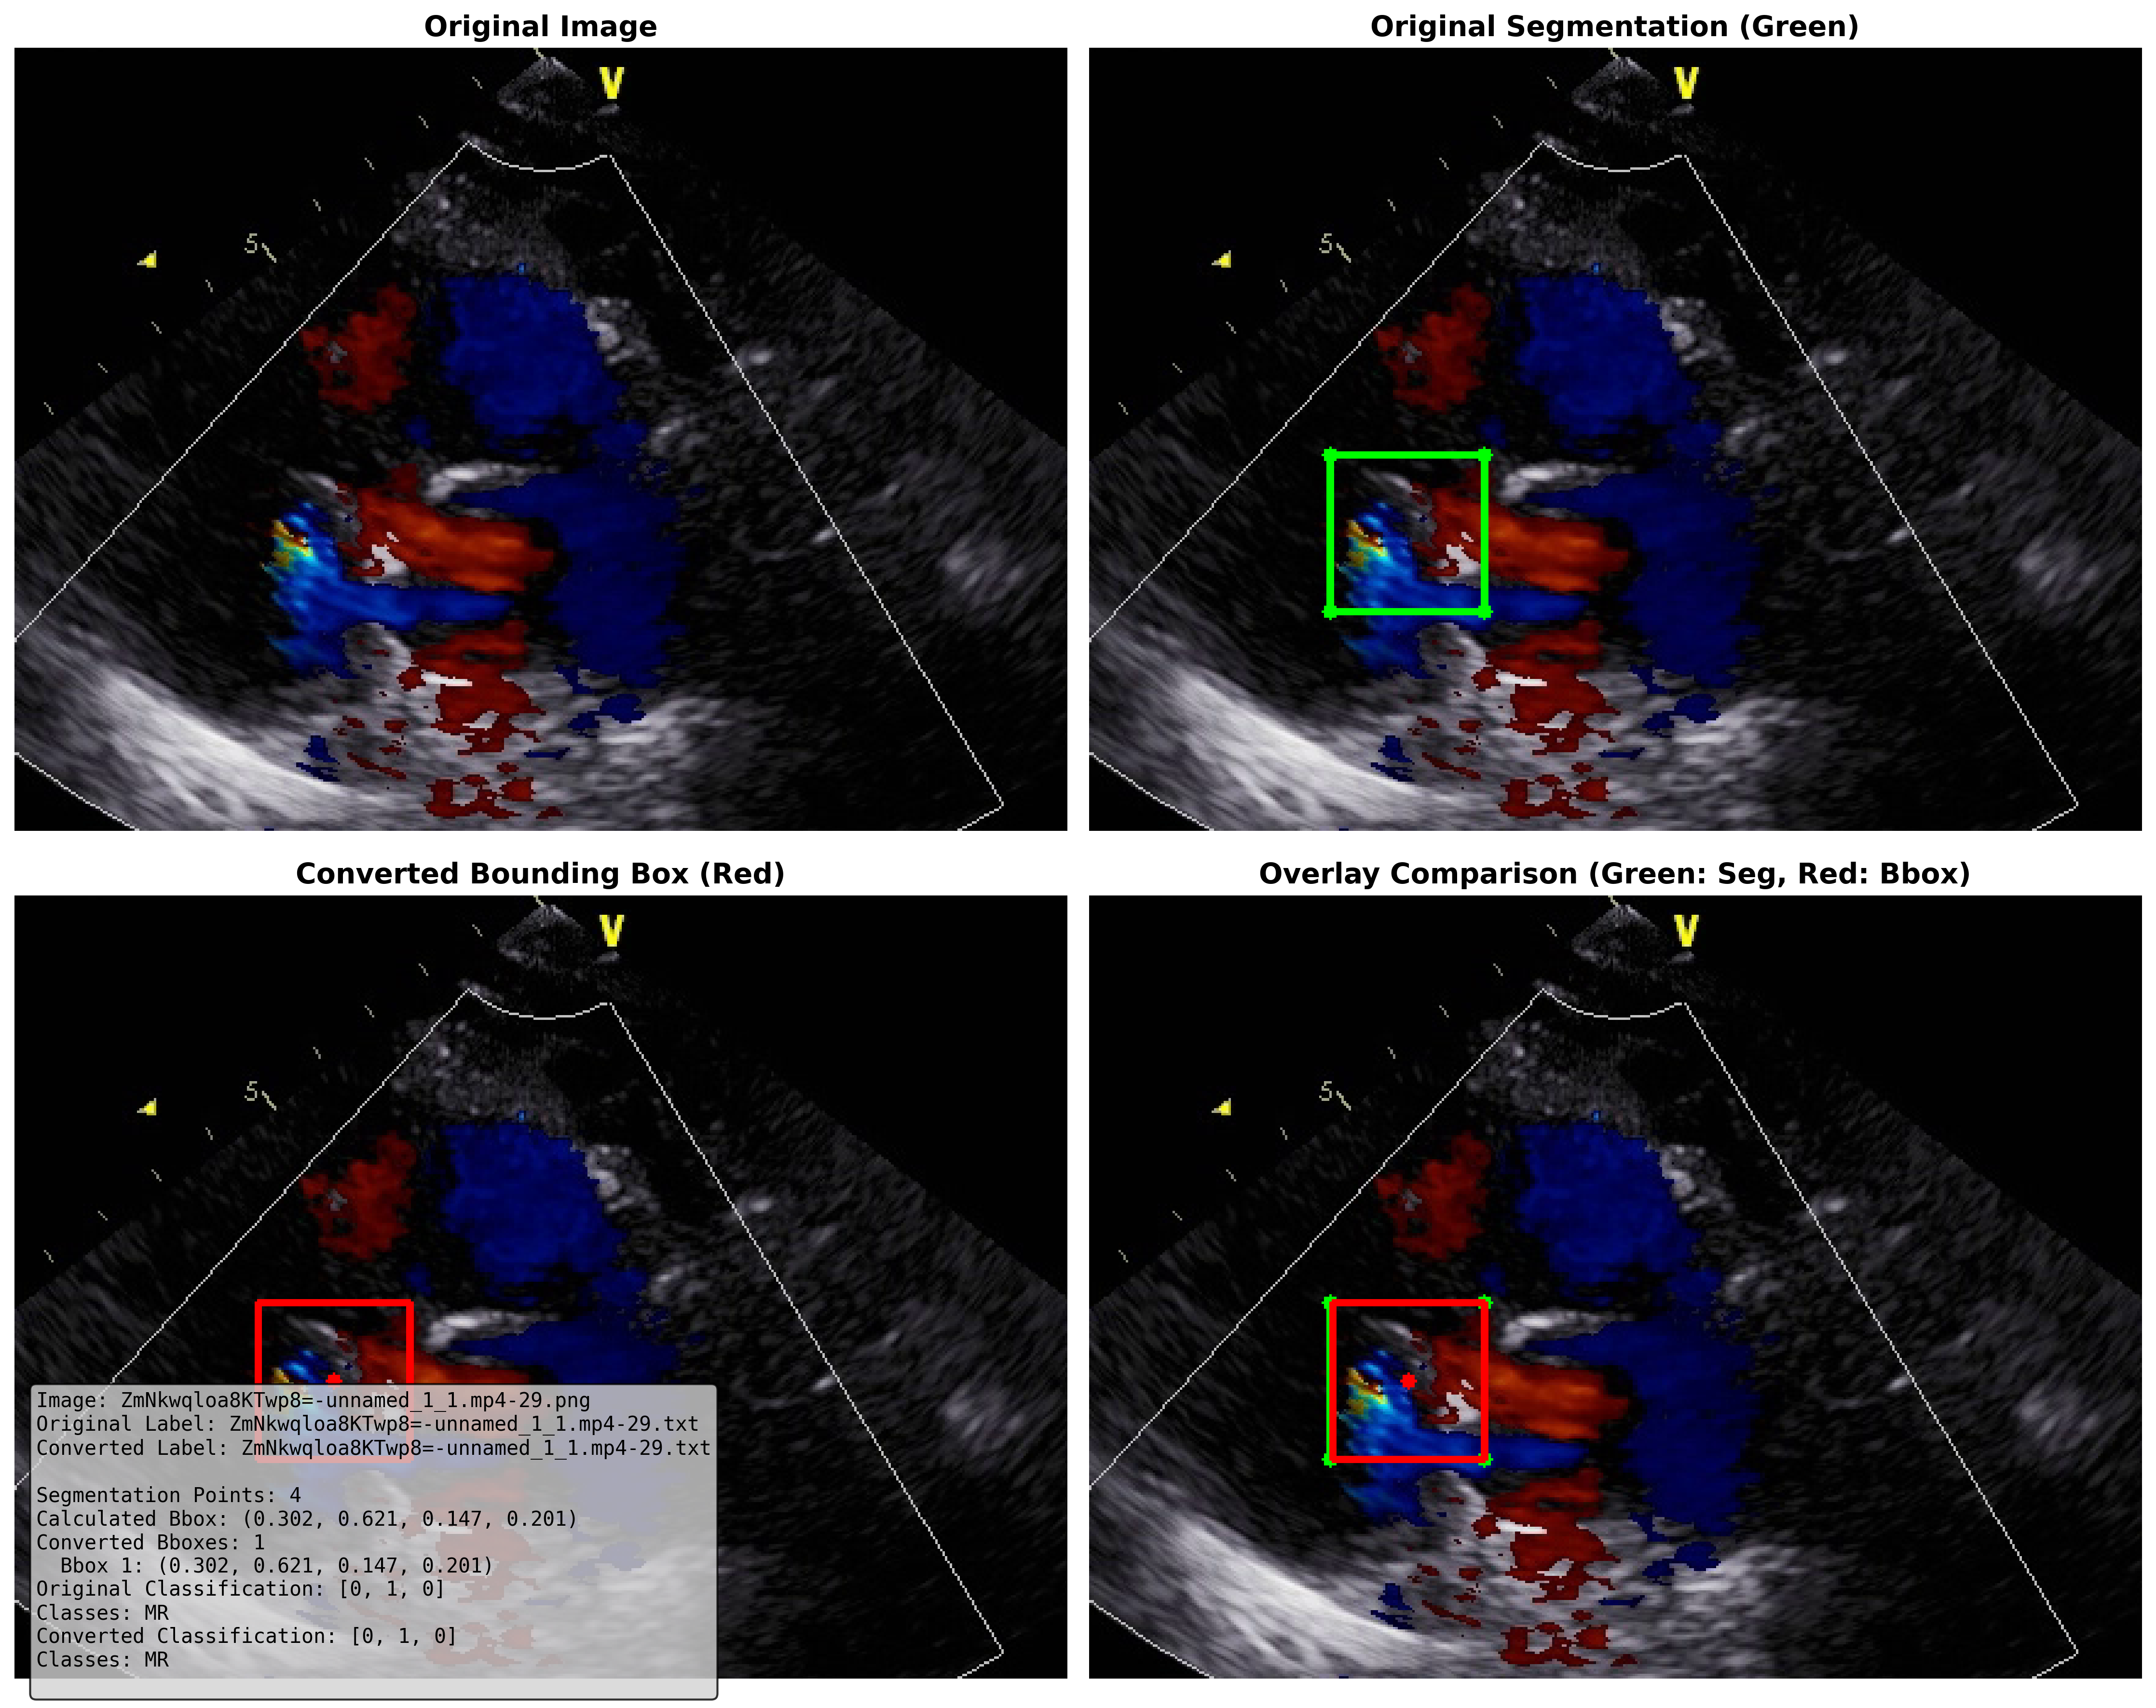 Original Image
Original Segmentation (Green)
V
V
5
5
Converted Bounding Box (Red)
Overlay Comparison (Green: Seg, Red: Bbox)
V
V
5
5
Image: ZmNkwqloa8KTwp8=-unnamed_1_1.mp4-29.png
Original Label: ZmNkwqloa8KTwp8=-unnamed_1_1.mp4-29.txt
Converted Label: ZmNkwqloa8KTwp8=-unnamed_1_1.mp4-29.txt
Segmentation Points: 4
Calculated Bbox: (0.302, 0.621, 0.147, 0.201)
Converted Bboxes: 1
Bbox 1: (0.302, 0.621, 0.147, 0.201)
Original Classification: [0, 1, 0]
Classes: MR
Converted Classification: [0, 1, 0]
Classes: MR